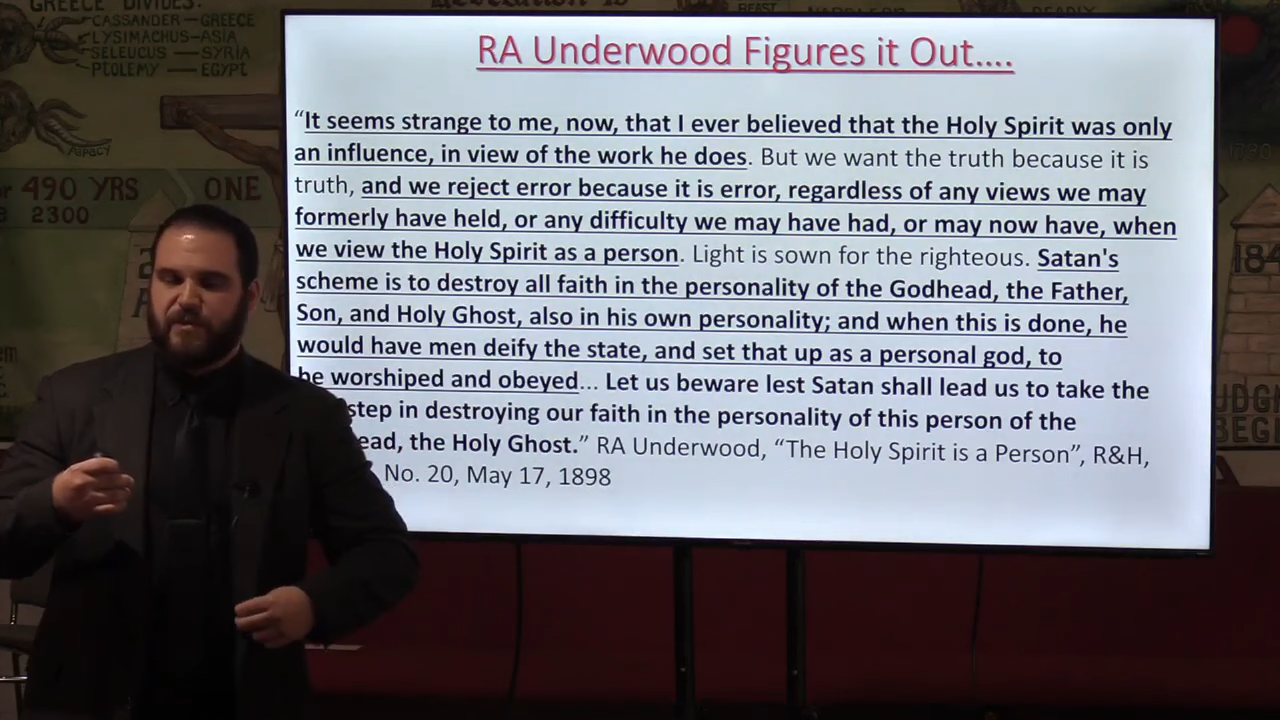 GREECE DIVIDES:
CASSANDER — GREECE
LYSIMACHUS-ASIA
SELEUCUS — SYRIA
PTOLEMY — EGYPT
PAPACY
490 YRS
ONE
2300
RA Underwood Figures it Out....
“It seems strange to me, now, that I ever believed that the Holy Spirit was only
an influence, in view of the work he does. But we want the truth because it is
truth, and we reject error because it is error, regardless of any views we may
formerly have held, or any difficulty we may have had, or may now have, when
we view the Holy Spirit as a person. Light is sown for the righteous. Satan's
scheme is to destroy all faith in the personality of the Godhead, the Father,
Son, and Holy Ghost, also in his own personality; and when this is done, he
would have men deify the state, and set that up as a personal god, to
be worshiped and obeyed... Let us beware lest Satan shall lead us to take the
step in destroying our faith in the personality of this person of the
ead, the Holy Ghost.” RA Underwood, “The Holy Spirit is a Person”, R&H,
No. 20, May 17, 1898
BEAST
DEADLY
184
JUDG
BEGI